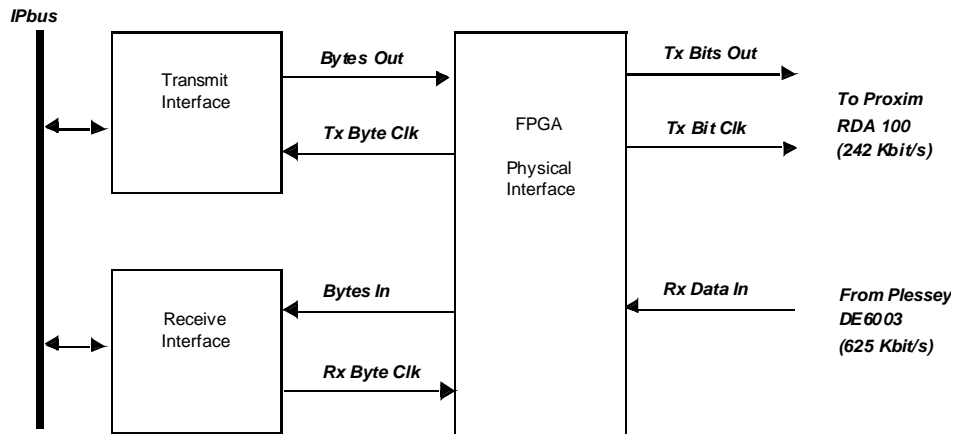 IPbus
Transmit
Interface
Bytes Out
Tx Byte Clk
FPGA
Physical
Interface
Tx Bits Out
Tx Bit Clk
To Proxim
RDA 100
(242 Kbit/s)
Receive
Interface
Bytes In
Rx Byte Clk
Rx Data In
From Plessey
DE6003
(625 Kbit/s)